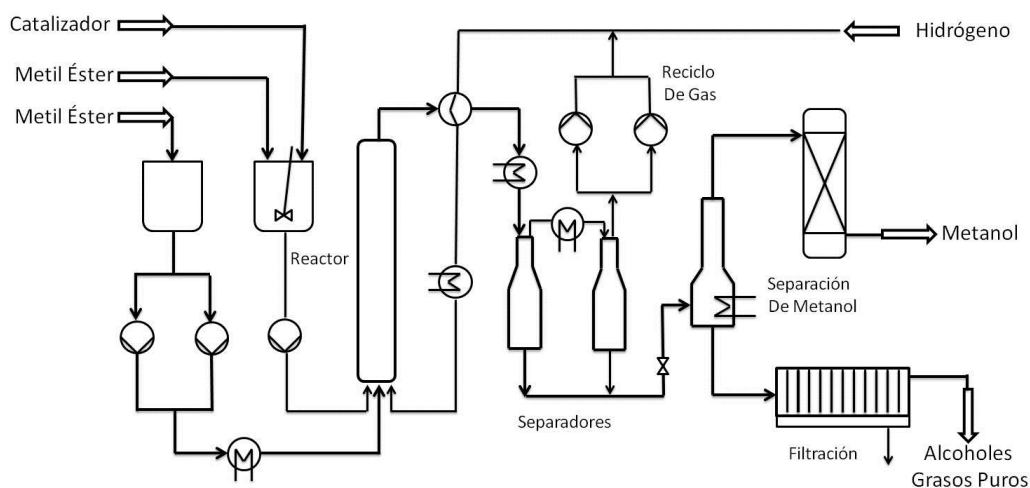 Catalizador
Metil Éster
Metil Éster
Hidrógeno
Reciclo
De Gas
Reactor
Metanol
Separación
De Metanol
Separadores
Filtración
Alcoholes
Grasos Puros